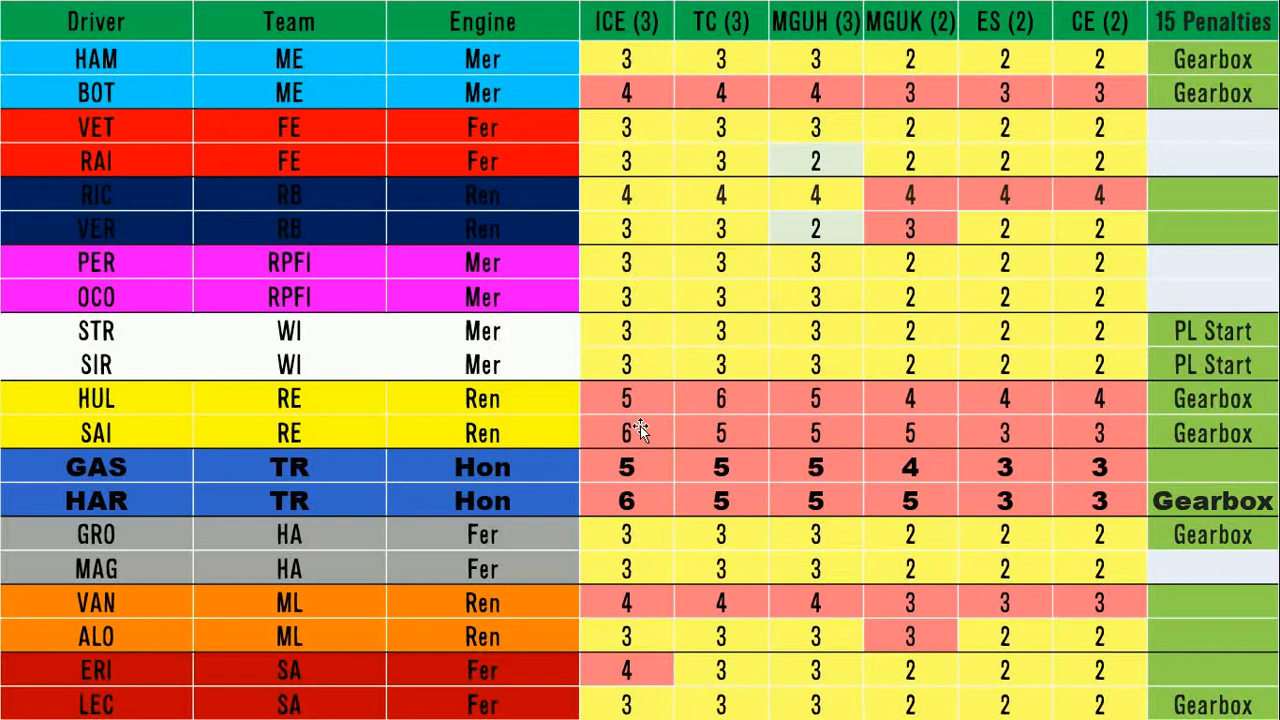 Driver Team Engine ICE (3) TC (3) MGUH (3) MGUK (2) ES (2) CE (2) 15 Penalties
HAM ME Mer 3 3 3 2 2 2 Gearbox
BOT ME Mer 4 4 4 3 3 3 Gearbox
VET FE Fer 3 3 3 2 2 2
RAI FE Fer 3 3 2 2 2 2
RIC RB Ren 4 4 4 4 4 4
VER RB Ren 3 3 2 3 2 2
PER RPFI Mer 3 3 3 2 2 2
OCO RPFI Mer 3 3 3 2 2 2
STR WI Mer 3 3 3 2 2 2 PL Start
SIR WI Mer 3 3 3 2 2 2 PL Start
HUL RE Ren 5 6 5 4 4 4 Gearbox
SAI RE Ren 6 5 5 5 3 3 Gearbox
GAS TR Hon 5 5 5 4 3 3
HAR TR Hon 6 5 5 5 3 3 Gearbox
GRO HA Fer 3 3 3 2 2 2 Gearbox
MAG HA Fer 3 3 3 2 2 2
VAN ML Ren 4 4 4 3 3 3
ALO ML Ren 3 3 3 3 2 2
ERI SA Fer 4 3 3 2 2 2
LEC SA Fer 3 3 3 2 2 2 Gearbox